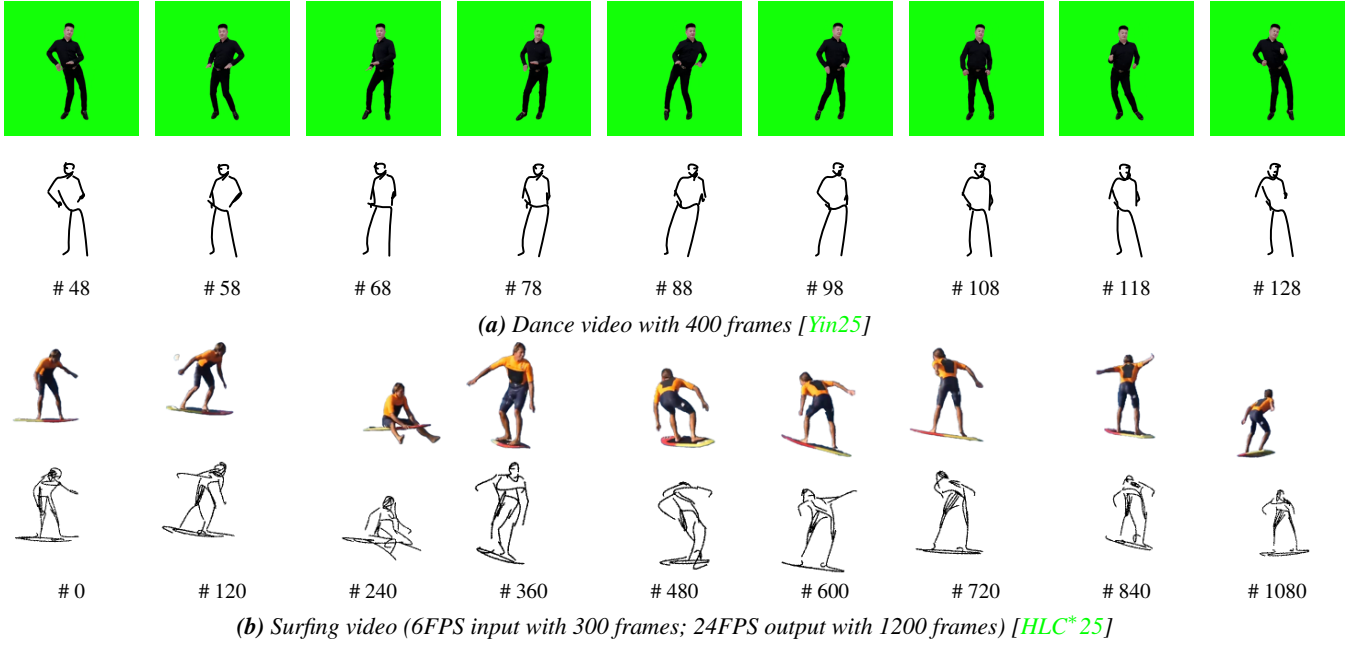 # 48 # 58 # 68 # 78 # 88 # 98 # 108 # 118 # 128
(a) Dance video with 400 frames [Yin25]
# 0 # 120 # 240 # 360 # 480 # 600 # 720 # 840 # 1080
(b) Surfing video (6FPS input with 300 frames; 24FPS output with 1200 frames) [HLC*25]